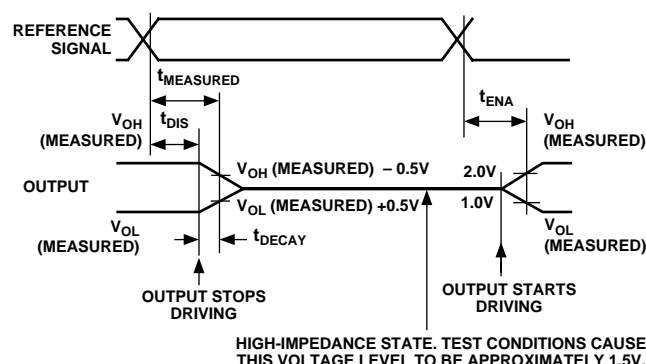 REFERENCE
SIGNAL
tMEASURED
tDIS
tENA
VOH
(MEASURED)
VOH
(MEASURED)
VOH (MEASURED) – 0.5V
2.0V
OUTPUT
VOL (MEASURED) +0.5V
1.0V
VOL
(MEASURED)
VOL
(MEASURED)
tDECAY
OUTPUT STOPS
DRIVING
OUTPUT STARTS
DRIVING
HIGH-IMPEDANCE STATE. TEST CONDITIONS CAUSE
THIS VOLTAGE LEVEL TO BE APPROXIMATELY 1.5V.